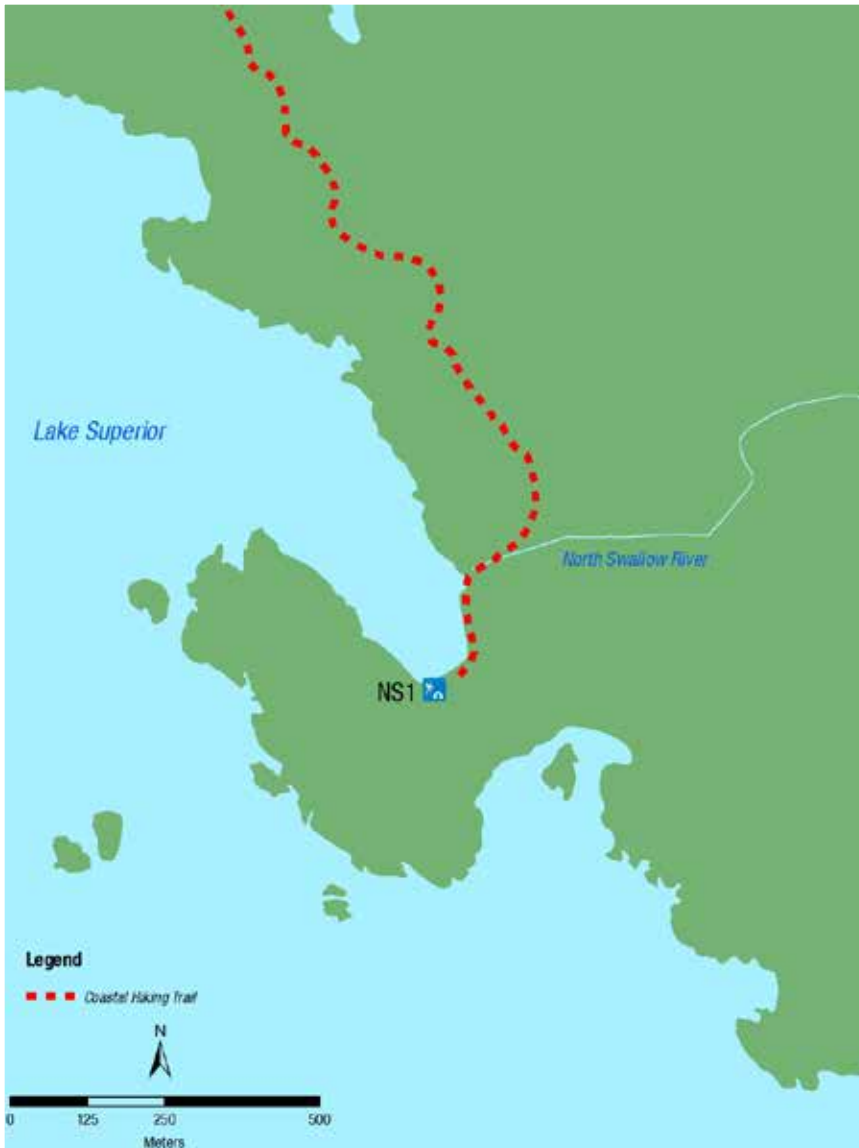 Lake Superior
North Swallow River
NS1
Legend
Coastal Hiking Trail
N
0 125 250 500
Meters